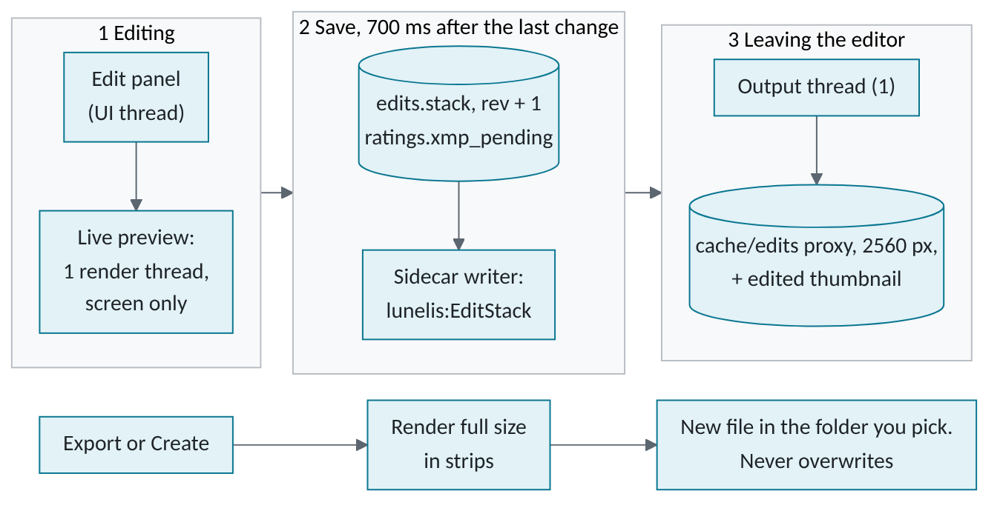 1 Editing
Edit panel
(UI thread)
Live preview:
1 render thread,
screen only
2 Save, 700 ms after the last change
edits.stack, rev + 1
ratings.xmp_pending
Sidecar writer:
lunelis:EditStack
3 Leaving the editor
Output thread (1)
cache/edits proxy, 2560 px,
+ edited thumbnail
Export or Create
Render full size
in strips
New file in the folder you pick.
Never overwrites